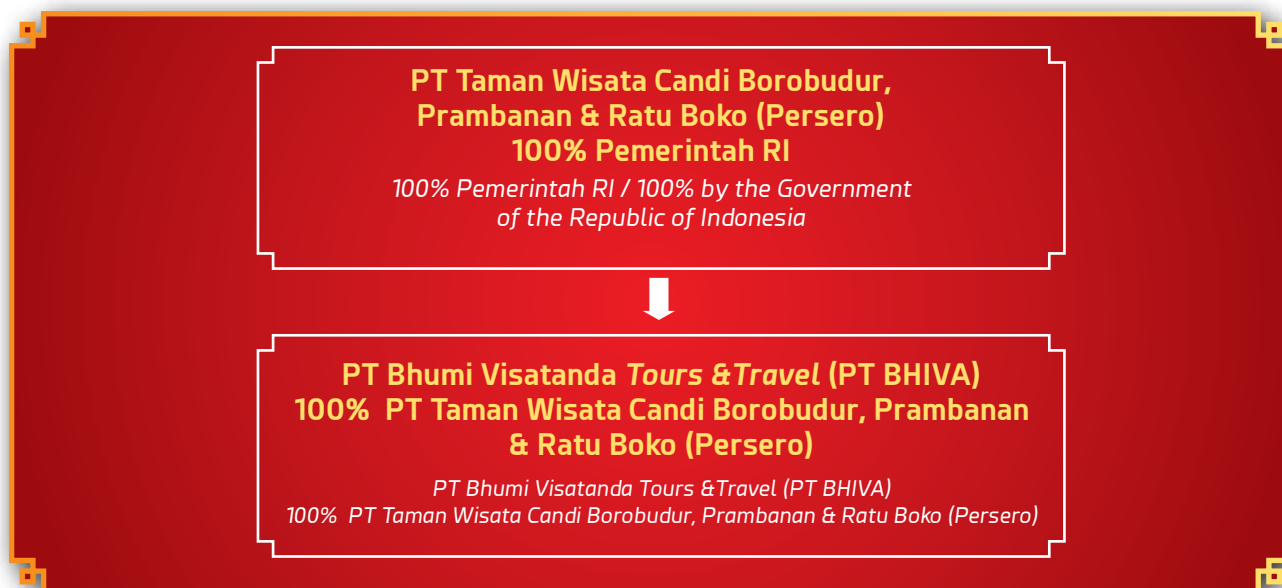 PT Taman Wisata Candi Borobudur,
Prambanan & Ratu Boko (Persero)
100% Pemerintah RI
100% Pemerintah RI / 100% by the Government
of the Republic of Indonesia
PT Bhumi Visatanda Tours &Travel (PT BHIVA)
100% PT Taman Wisata Candi Borobudur, Prambanan
& Ratu Boko (Persero)
PT Bhumi Visatanda Tours &Travel (PT BHIVA)
100% PT Taman Wisata Candi Borobudur, Prambanan & Ratu Boko (Persero)